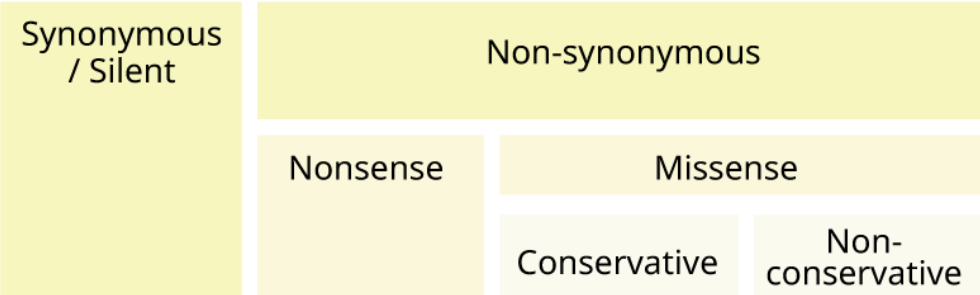 Synonymous
/ Silent
Non-synonymous
Nonsense
Missense
Conservative
Non-
conservative